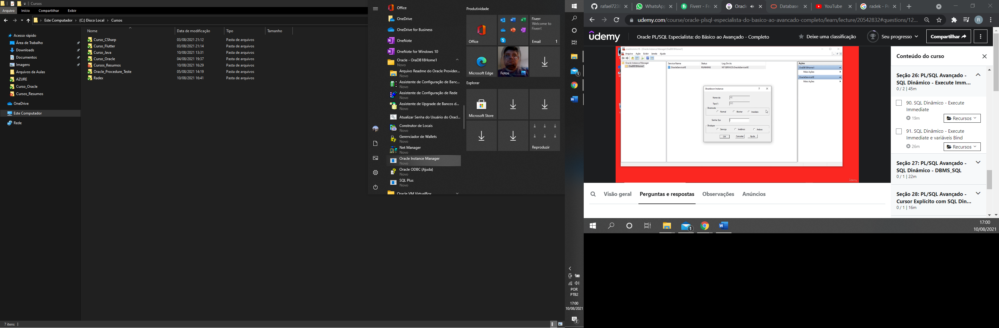 Cursos
Arquivo Início Compartilhar Exibir
Este Computador > (C:) Disco Local > Cursos
Nome Data de modificação Tipo Tamanho
Acesso rápido
Área de Trabalho
Downloads
Documentos
Imagens
Arquivos da Aulas
AZURE
Curso_Oracle
Cursos_Resumos
OneDrive
Este Computador
Rede
Curso_CSharp 03/08/2021 21:12 Pasta de arquivos
Curso_Flutter 03/08/2021 21:14 Pasta de arquivos
Curso_Java 10/08/2021 13:31 Pasta de arquivos
Curso_Oracle 04/08/2021 19:37 Pasta de arquivos
Cursos_Resumos 10/08/2021 16:29 Pasta de arquivos
Oracle_Procedure_Teste 05/08/2021 14:19 Pasta de arquivos
Radex 10/08/2021 16:41 Pasta de arquivos
7 itens
Office
OneDrive
OneDrive for Business
OneNote
OneNote for Windows 10
Oracle - OraDB18Home1
Novo
Arquivo Readme do Oracle Provider...
Novo
Assistente de Configuração de Banc...
Novo
Assistente de Configuração de Rede
Novo
Assistente de Upgrade de Bancos d...
Novo
Atualizar Senha do Usuário do Oracl...
Construtor de Locais
Novo
Gerenciador de Wallets
Novo
Net Manager
Novo
Oracle Instance Manager
Novo
Oracle ODBC (Ajuda)
Novo
SQL Plus
Novo
Oracle VM VirtualBox
Produtividade
Office
Fiverr
Welcome to
Fiverr!
Email 1
Microsoft Edge
Fotos
Explorar
Microsoft Store
Reproduzir
1
POR
PTB2
17:00
10/08/2021
2
rafael7238
WhatsApp
Fiverr - Fre
Oracle
Database
YouTube
radek - Pe
udemy.com/course/oracle-plsql-especialista-do-basico-ao-avancado-completo/learn/lecture/20542832#questions/12...
R
ûdemy
Oracle PL/SQL Especialista: do Básico ao Avançado - Completo
Deixe uma classificação
Seu progresso
Compartilhar
Arquivo Ação Exibir Janela Ajuda
Oracle Instance Manager
OraDB18Home1
Service Name Status Log On As
OracleServiceXE RUNNING NT SERVICE\OracleServiceXE
Ações
OraDB18Home1
Mais Ações
OracleServiceXE
Mais Ações
Shutdown Instance
Nome da XE
Tipo(*) SID
Shutmode
Normal Abortar Imediato
Senha Sys
Shuttype
Serviço Instância Ambos
OK Cancelar Ajuda
ûdemy
Conteúdo do curso
Seção 26: PL/SQL Avançado -
SQL Dinâmico - Execute Imm...
0 / 2 | 45m
90. SQL Dinâmico - Execute
Immediate
19m
Recursos
91. SQL Dinâmico - Execute
Immediate e variáveis Bind
26m
Recursos
Seção 27: PL/SQL Avançado -
SQL Dinâmico - DBMS_SQL
0 / 1 | 22m
Seção 28: PL/SQL Avançado -
Cursor Explícito com SQL Din...
0 / 1 | 16m
Visão geral Perguntas e respostas Observações Anúncios
1
17:00
10/08/2021